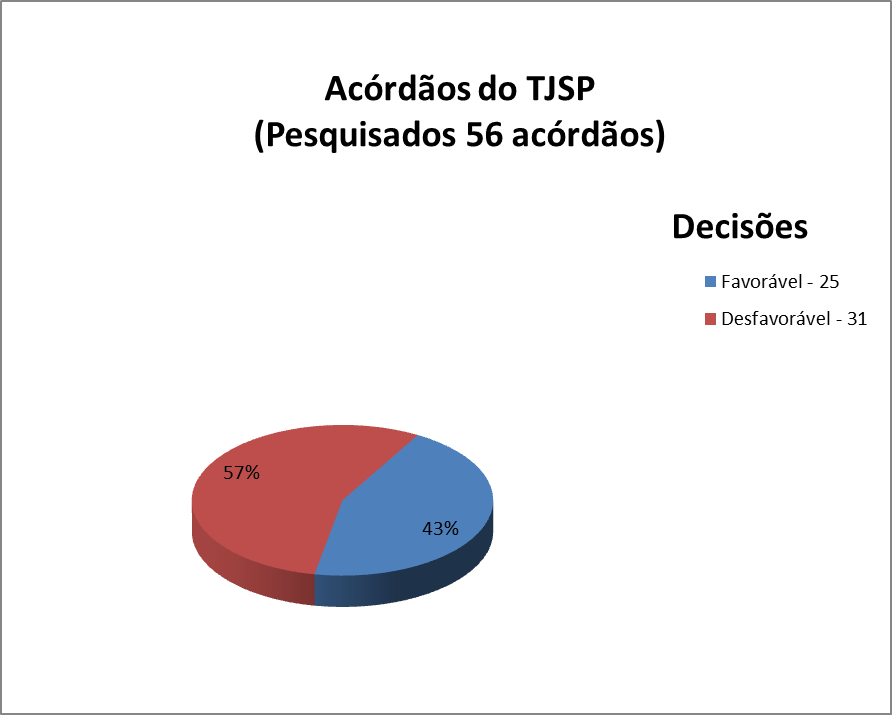 Acórdãos do TJSP
(Pesquisados 56 acórdãos)
Decisões
Favorável - 25
Desfavorável - 31
57%
43%